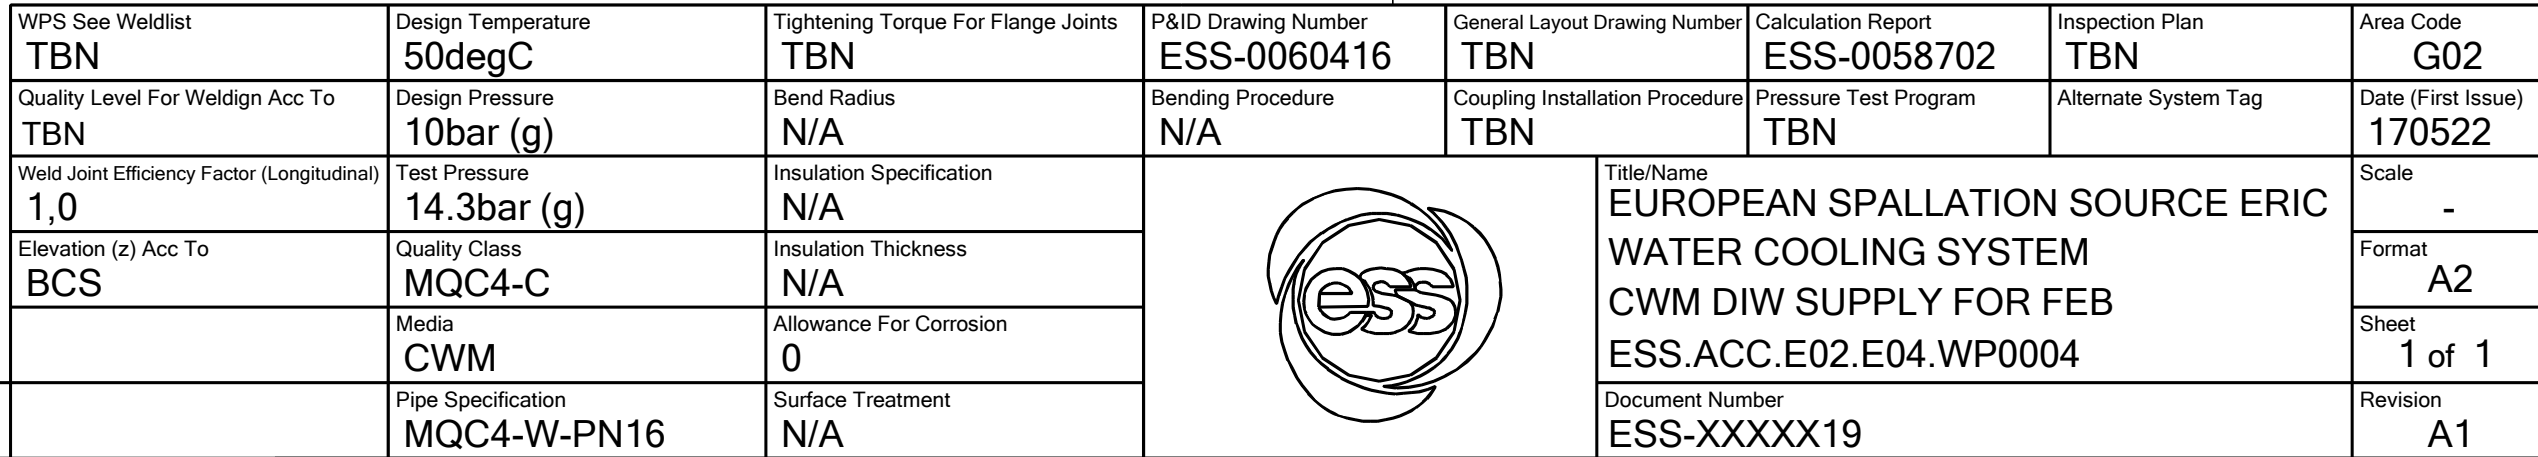 WPS See Weldlist
TBN
Design Temperature
50degC
Tightening Torque For Flange Joints
TBN
P&ID Drawing Number
ESS-0060416
General Layout Drawing Number
TBN
Calculation Report
ESS-0058702
Inspection Plan
TBN
Area Code
G02
Quality Level For Weldign Acc To
TBN
Design Pressure
10bar (g)
Bend Radius
N/A
Bending Procedure
N/A
Coupling Installation Procedure
TBN
Pressure Test Program
TBN
Alternate System Tag
Date (First Issue)
170522
Weld Joint Efficiency Factor (Longitudinal)
1,0
Test Pressure
14.3bar (g)
Insulation Specification
N/A
ess
Title/Name
EUROPEAN SPALLATION SOURCE ERIC
WATER COOLING SYSTEM
CWM DIW SUPPLY FOR FEB
ESS.ACC.E02.E04.WP0004
Scale
-
Elevation (z) Acc To
BCS
Quality Class
MQC4-C
Insulation Thickness
N/A
Format
A2
Media
CWM
Allowance For Corrosion
0
Sheet
1 of 1
Pipe Specification
MQC4-W-PN16
Surface Treatment
N/A
Document Number
ESS-XXXXX19
Revision
A1